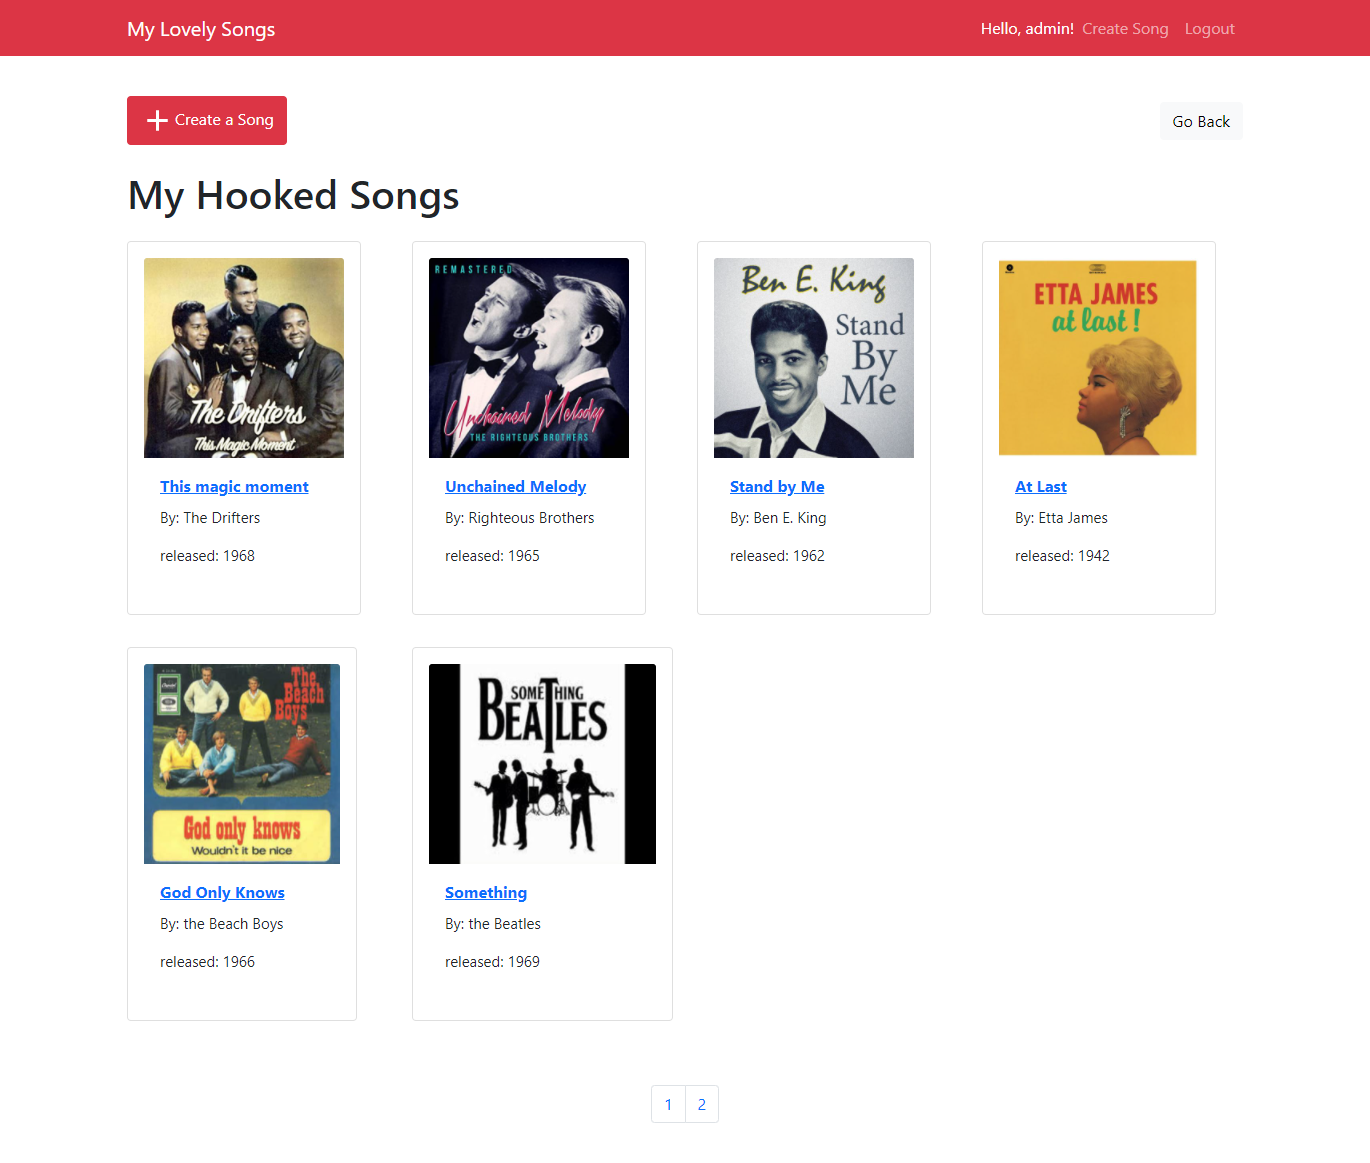 My Lovely Songs
Hello, admin! Create Song Logout
Create a Song
Go Back
My Hooked Songs
The Drifters
This Magic Moment
This magic moment
By: The Drifters
released: 1968
REMASTERED
Unchained Melody
THE RIGHTEOUS BROTHERS
Unchained Melody
By: Righteous Brothers
released: 1965
Ben E. King
Stand
By
Me
Stand by Me
By: Ben E. King
released: 1962
ETTA JAMES
at last!
At Last
By: Etta James
released: 1942
The
Beach
Boys
God only knows
Wouldn't it be nice
God Only Knows
By: the Beach Boys
released: 1966
SOMETHING
BEATLES
Something
By: the Beatles
released: 1969
1 2